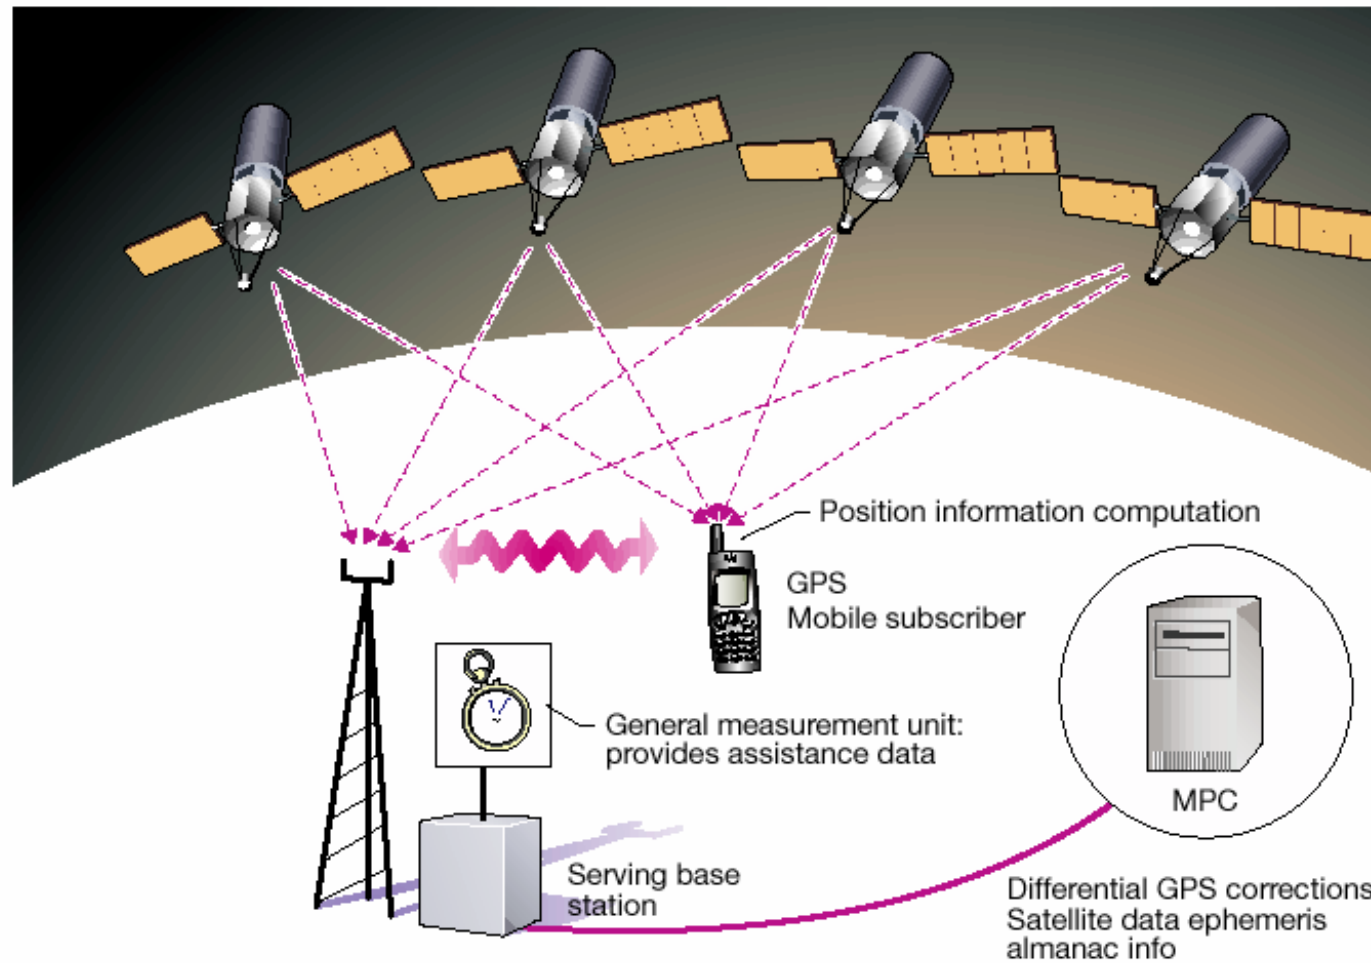 Position information computation
GPS
Mobile subscriber
General measurement unit:
provides assistance data
MPC
Serving base
station
Differential GPS corrections
Satellite data ephemeris
almanac info